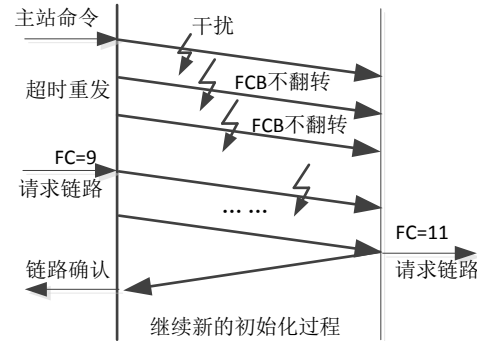 主站命令
干扰
超时重发
FCB不翻转
FCB不翻转
FC=9
请求链路
... ...
FC=11
请求链路
链路确认
继续新的初始化过程